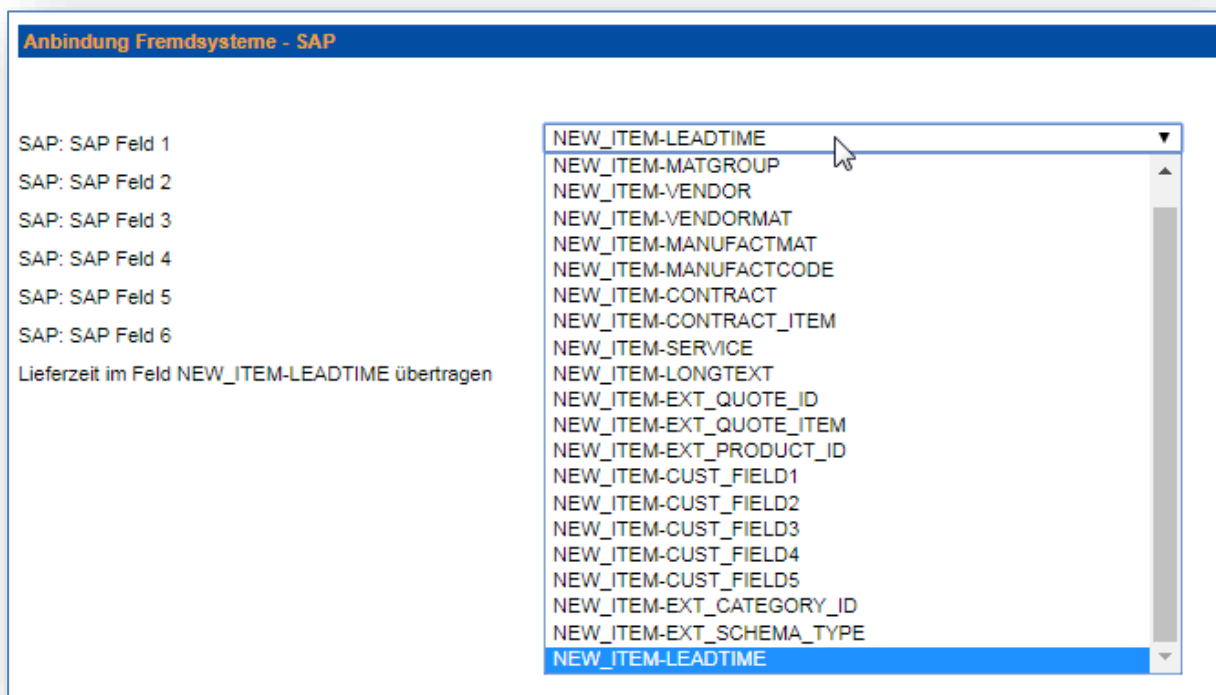 Anbindung Fremdsysteme - SAP
SAP: SAP Feld 1
NEW_ITEM-LEADTIME
SAP: SAP Feld 2
SAP: SAP Feld 3
SAP: SAP Feld 4
SAP: SAP Feld 5
SAP: SAP Feld 6
Lieferzeit im Feld NEW_ITEM-LEADTIME übertragen
NEW_ITEM-MATGROUP
NEW_ITEM-VENDOR
NEW_ITEM-VENDORMAT
NEW_ITEM-MANUFACTMAT
NEW_ITEM-MANUFACTCODE
NEW_ITEM-CONTRACT
NEW_ITEM-CONTRACT_ITEM
NEW_ITEM-SERVICE
NEW_ITEM-LONGTEXT
NEW_ITEM-EXT_QUOTE_ID
NEW_ITEM-EXT_QUOTE_ITEM
NEW_ITEM-EXT_PRODUCT_ID
NEW_ITEM-CUST_FIELD1
NEW_ITEM-CUST_FIELD2
NEW_ITEM-CUST_FIELD3
NEW_ITEM-CUST_FIELD4
NEW_ITEM-CUST_FIELD5
NEW_ITEM-EXT_CATEGORY_ID
NEW_ITEM-EXT_SCHEMA_TYPE
NEW_ITEM-LEADTIME